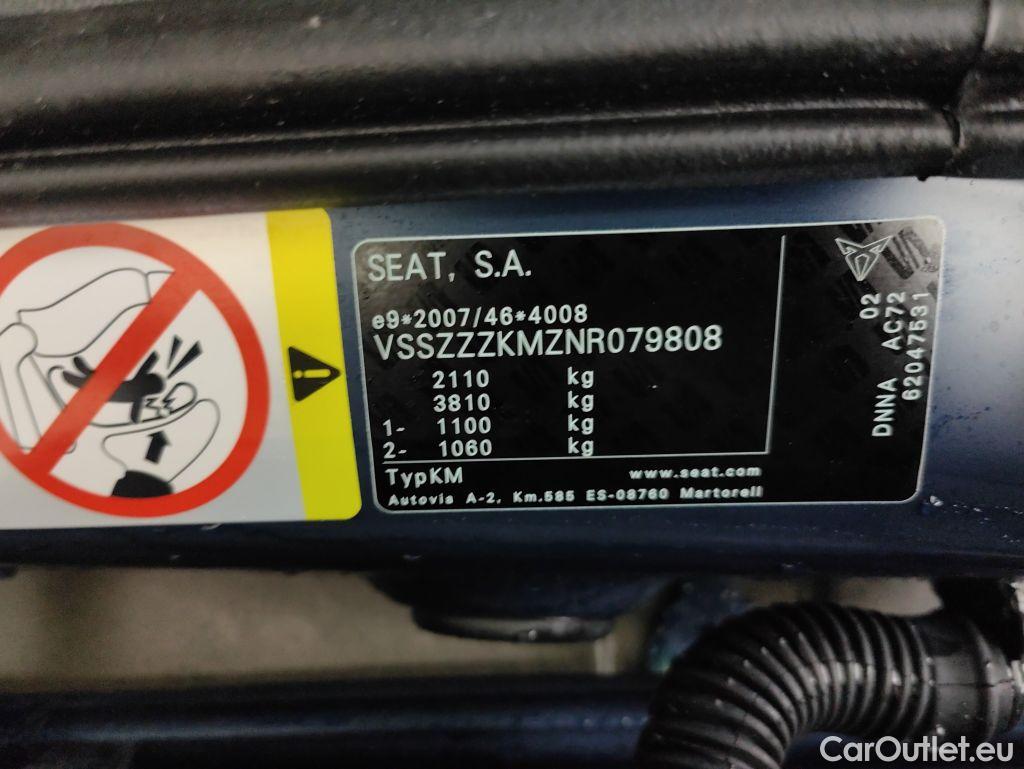 SEAT, S.A.
e9*2007/46*4008
VSSZZZKMZNR079808
2110 kg
3810 kg
1- 1100 kg
2- 1060 kg
TypKM www.seat.com
Autovia A-2, Km.585 ES-08760 Martorell
02
DNNA AC72
62047531
CarOutlet.eu